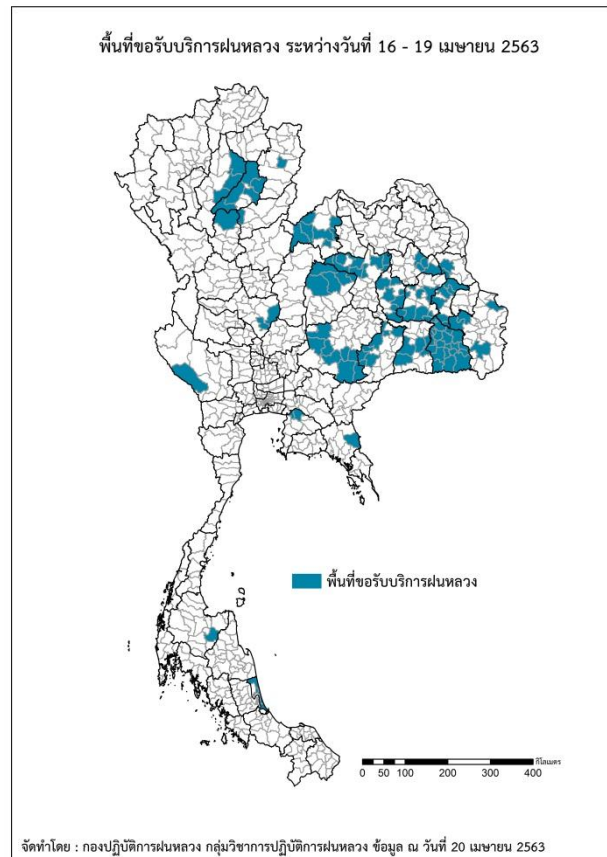 พื้นที่ขอรับบริการฝนหลวง ระหว่างวันที่ 16 - 19 เมษายน 2563
พื้นที่ขอรับบริการฝนหลวง
กิโลเมตร
0 50 100 200 300 400
จัดทำโดย : กองปฏิบัติการฝนหลวง กลุ่มวิชาการปฏิบัติการฝนหลวง ข้อมูล ณ วันที่ 20 เมษายน 2563